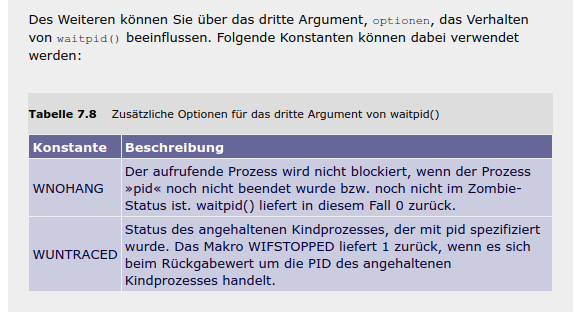 Des Weiteren können Sie über das dritte Argument, optionen, das Verhalten
von waitpid() beeinflussen. Folgende Konstanten können dabei verwendet
werden:
Tabelle 7.8 Zusätzliche Optionen für das dritte Argument von waitpid()
Konstante Beschreibung
WNOHANG
Der aufrufende Prozess wird nicht blockiert, wenn der Prozess
»pid« noch nicht beendet wurde bzw. noch nicht im Zombie-
Status ist. waitpid() liefert in diesem Fall 0 zurück.
WUNTRACED
Status des angehaltenen Kindprozesses, der mit pid spezifiziert
wurde. Das Makro WIFSTOPPED liefert 1 zurück, wenn es sich
beim Rückgabewert um die PID des angehaltenen
Kindprozesses handelt.